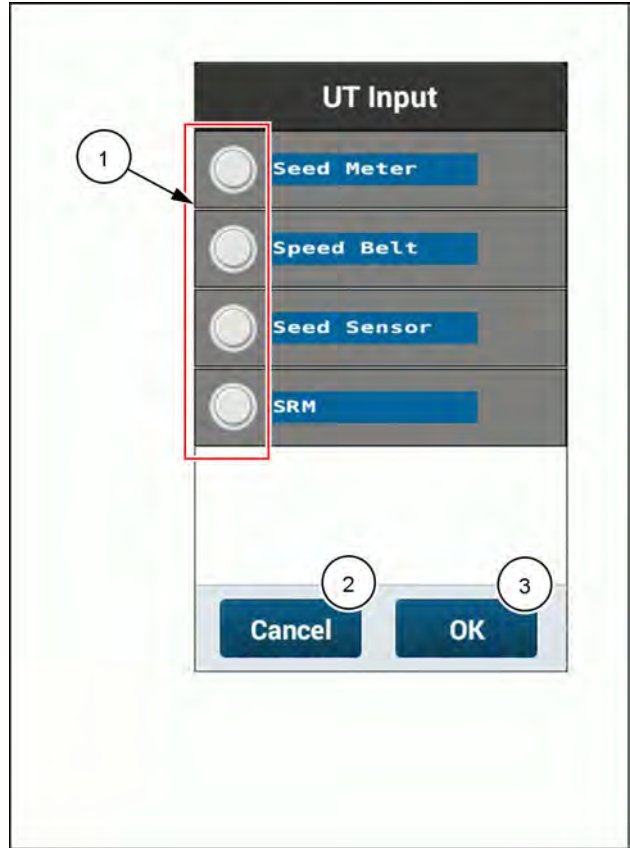 UT Input
1
Seed Meter
Speed Belt
Seed Sensor
SRM
2
3
Cancel
OK